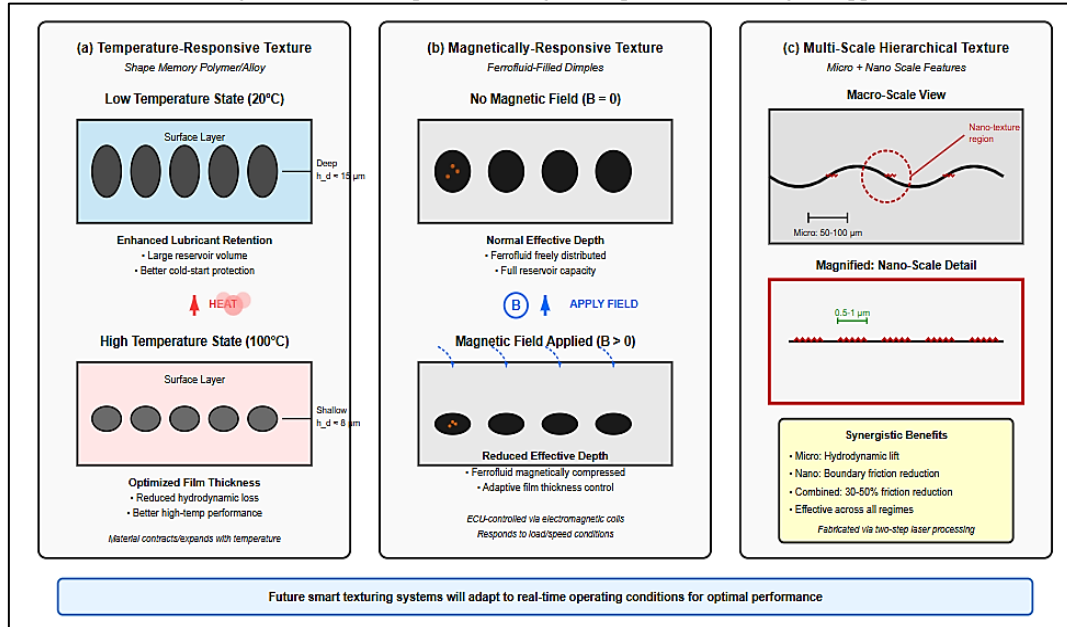 (a) Temperature-Responsive Texture
Shape Memory Polymer/Alloy
Low Temperature State (20°C)
Surface Layer
Deep
h_d ≈ 15 μm
Enhanced Lubricant Retention
• Large reservoir volume
• Better cold-start protection
HEAT
High Temperature State (100°C)
Surface Layer
Shallow
h_d ≈ 8 μm
Optimized Film Thickness
• Reduced hydrodynamic loss
• Better high-temp performance
Material contracts/expands with temperature
(b) Magnetically-Responsive Texture
Ferrofluid-Filled Dimples
No Magnetic Field (B = 0)
Normal Effective Depth
• Ferrofluid freely distributed
• Full reservoir capacity
B
APPLY FIELD
Magnetic Field Applied (B > 0)
Reduced Effective Depth
• Ferrofluid magnetically compressed
• Adaptive film thickness control
ECU-controlled via electromagnetic coils
Responds to load/speed conditions
(c) Multi-Scale Hierarchical Texture
Micro + Nano Scale Features
Macro-Scale View
Nano-texture
region
Micro: 50-100 μm
Magnified: Nano-Scale Detail
0.5-1 μm
Synergistic Benefits
• Micro: Hydrodynamic lift
• Nano: Boundary friction reduction
• Combined: 30-50% friction reduction
• Effective across all regimes
Fabricated via two-step laser processing
Future smart texturing systems will adapt to real-time operating conditions for optimal performance